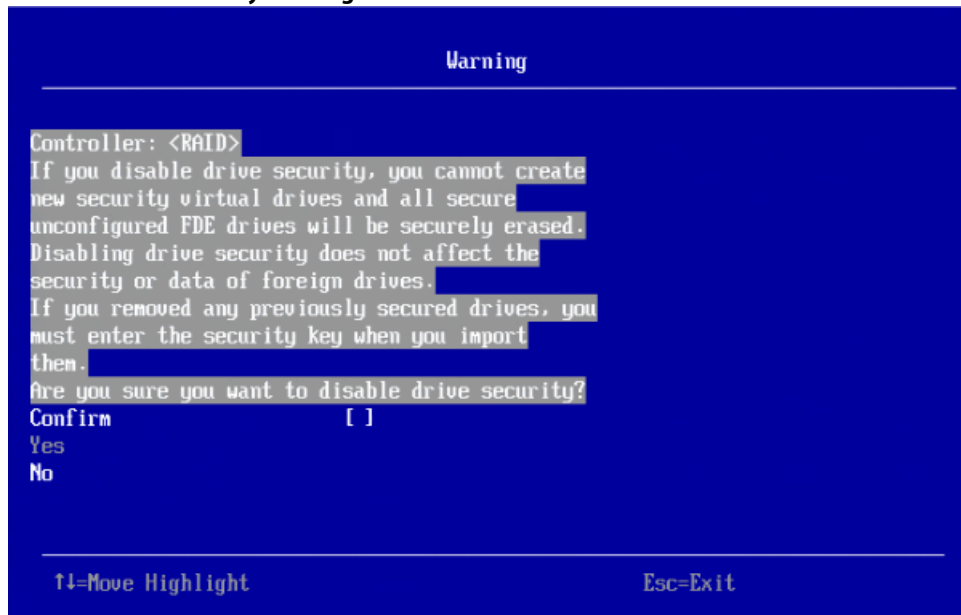 Warning
Controller: <RAID>
If you disable drive security, you cannot create
new security virtual drives and all secure
unconfigured FDE drives will be securely erased.
Disabling drive security does not affect the
security or data of foreign drives.
If you removed any previously secured drives, you
must enter the security key when you import
them.
Are you sure you want to disable drive security?
Confirm [ ]
Yes
No
↑↓=Move Highlight Esc=Exit